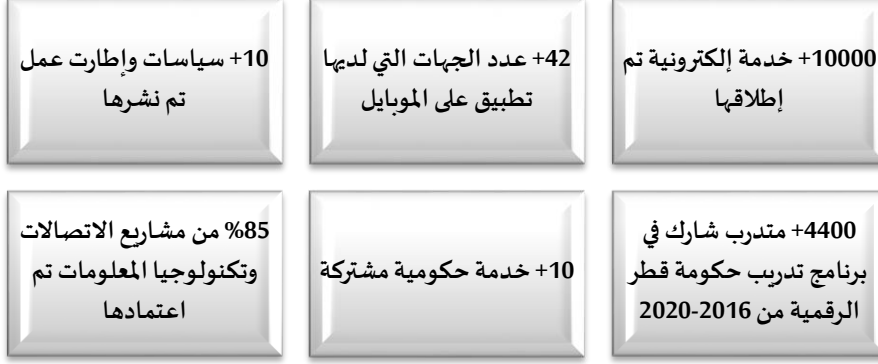 10000+ خدمة إلكترونية تم
إطلاقها
42+ عدد الجهات التي لديها
تطبيق على الموبايل
10+ سياسات وإطارت عمل
تم نشرها
4400+ متدرب شارك في
برنامج تدريب حكومة قطر
الرقمية من 2016-2020
10+ خدمة حكومية مشتركة
85% من مشاريع الاتصالات
وتكنولوجيا المعلومات تم
اعتمادها